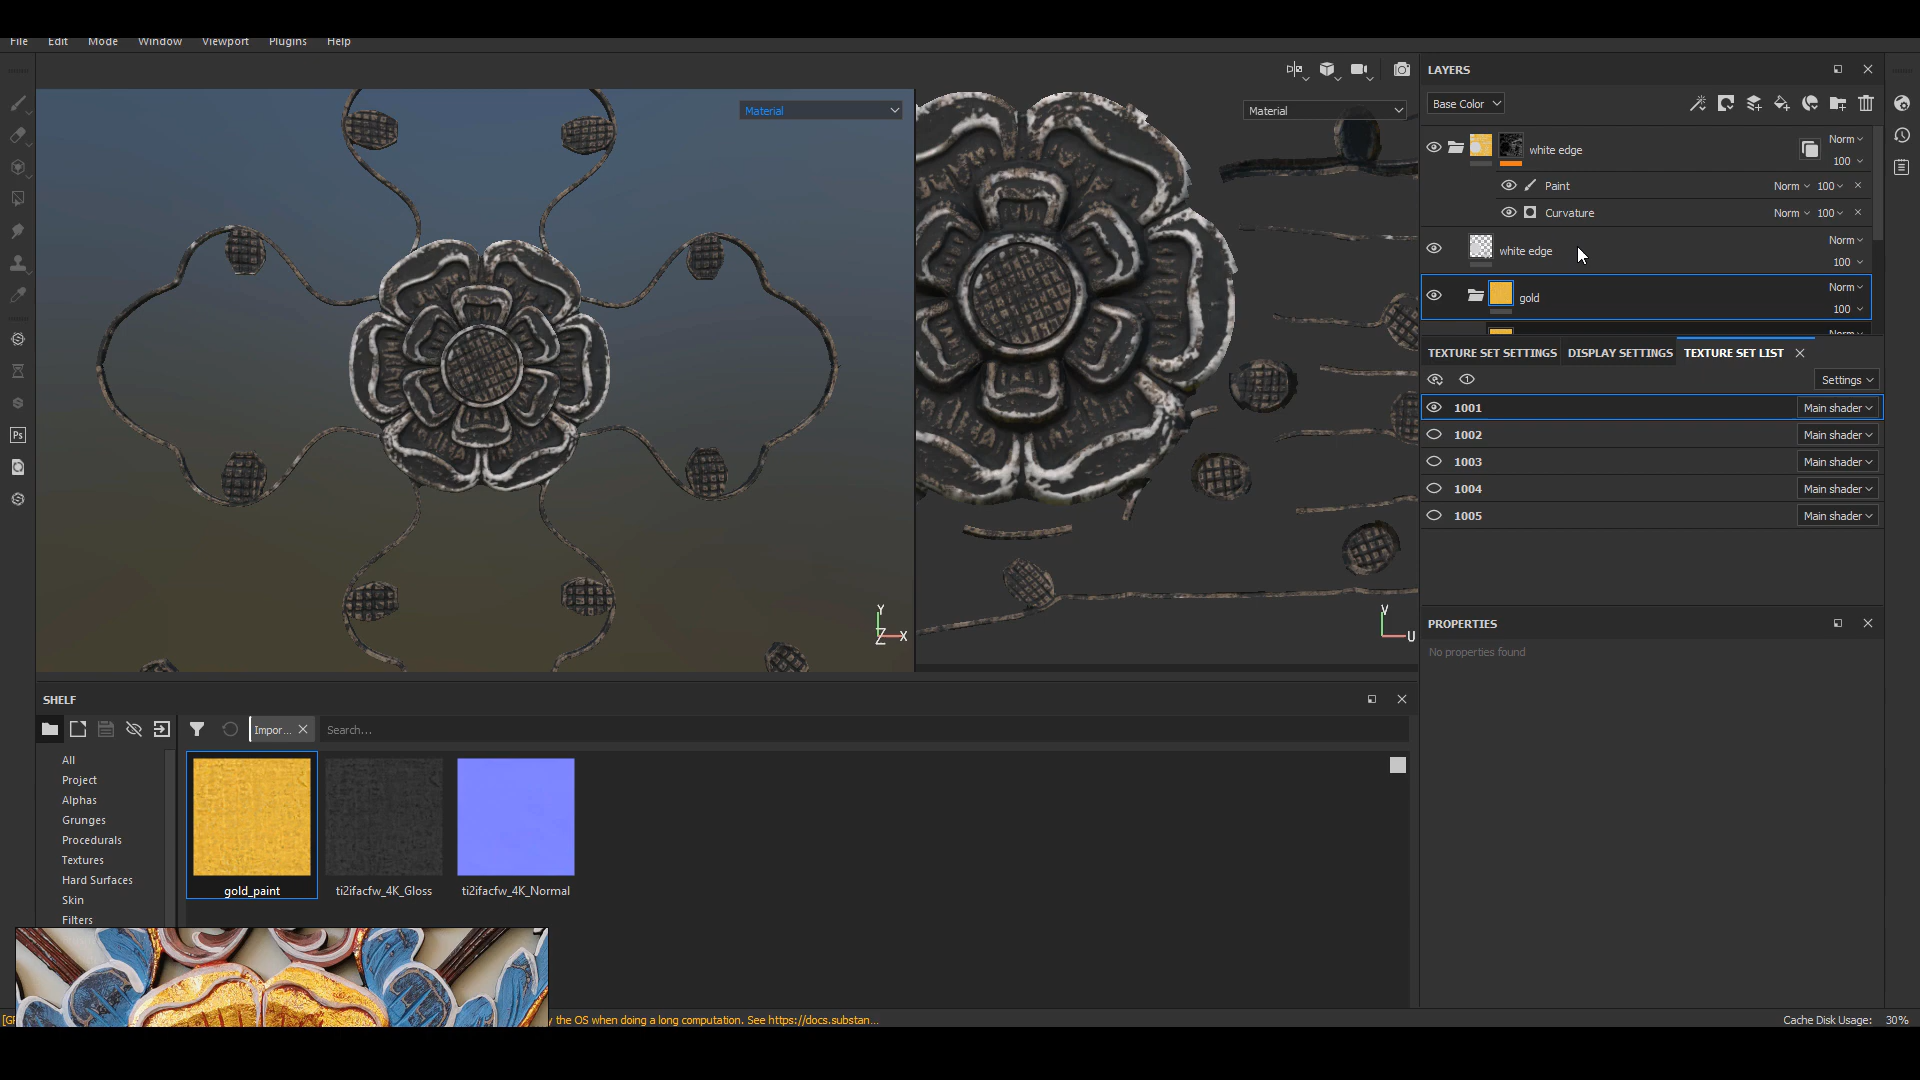 File Edit Mode Window Viewport Plugins Help
Material
Material
Y
Z X
V
U
LAYERS
Base Color
white edge
Norm
100
Paint Norm 100
Curvature Norm 100
white edge
Norm
100
gold
Norm
100
TEXTURE SET SETTINGS DISPLAY SETTINGS TEXTURE SET LIST
Settings
1001 Main shader
1002 Main shader
1003 Main shader
1004 Main shader
1005 Main shader
PROPERTIES
No properties found
SHELF
Impor... Search...
All
Project
Alphas
Grunges
Procedurals
Textures
Hard Surfaces
Skin
Filters
gold_paint
ti2ifacfw_4K_Gloss
ti2ifacfw_4K_Normal
Ps
the OS when doing a long computation. See https://docs.substan...
Cache Disk Usage: 30%